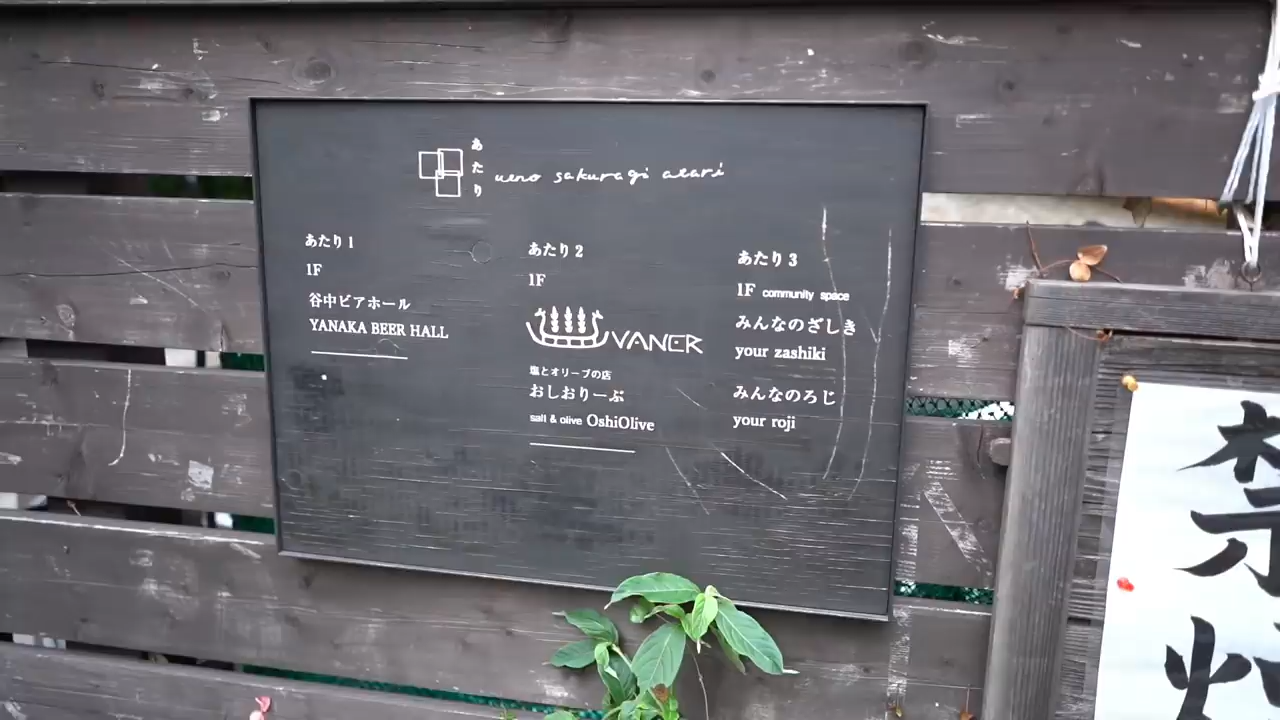 あたり
ueno sakuragi atari
あたり 1
1F
谷中ビアホール
YANAKA BEER HALL
あたり 2
1F
VANER
塩とオリーブの店
おしおりーぶ
salt & olive OshiOlive
あたり 3
1F community space
みんなのざしき
your zashiki
みんなのろじ
your roji
禁